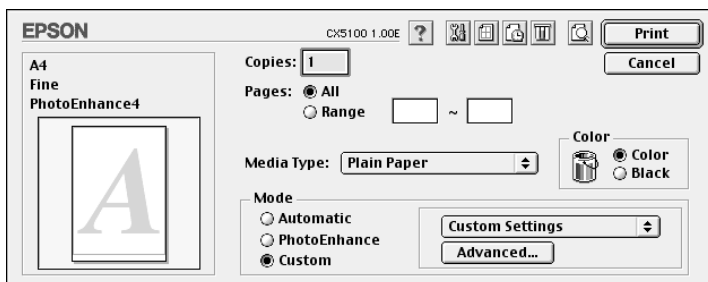 EPSON
CX5100 1.00E
?
Print
Cancel
A4
Fine
PhotoEnhance4
A
Copies: 1
Pages: All
Range ~
Media Type: Plain Paper
Color
Color
Black
Mode
Automatic
PhotoEnhance
Custom
Custom Settings
Advanced...